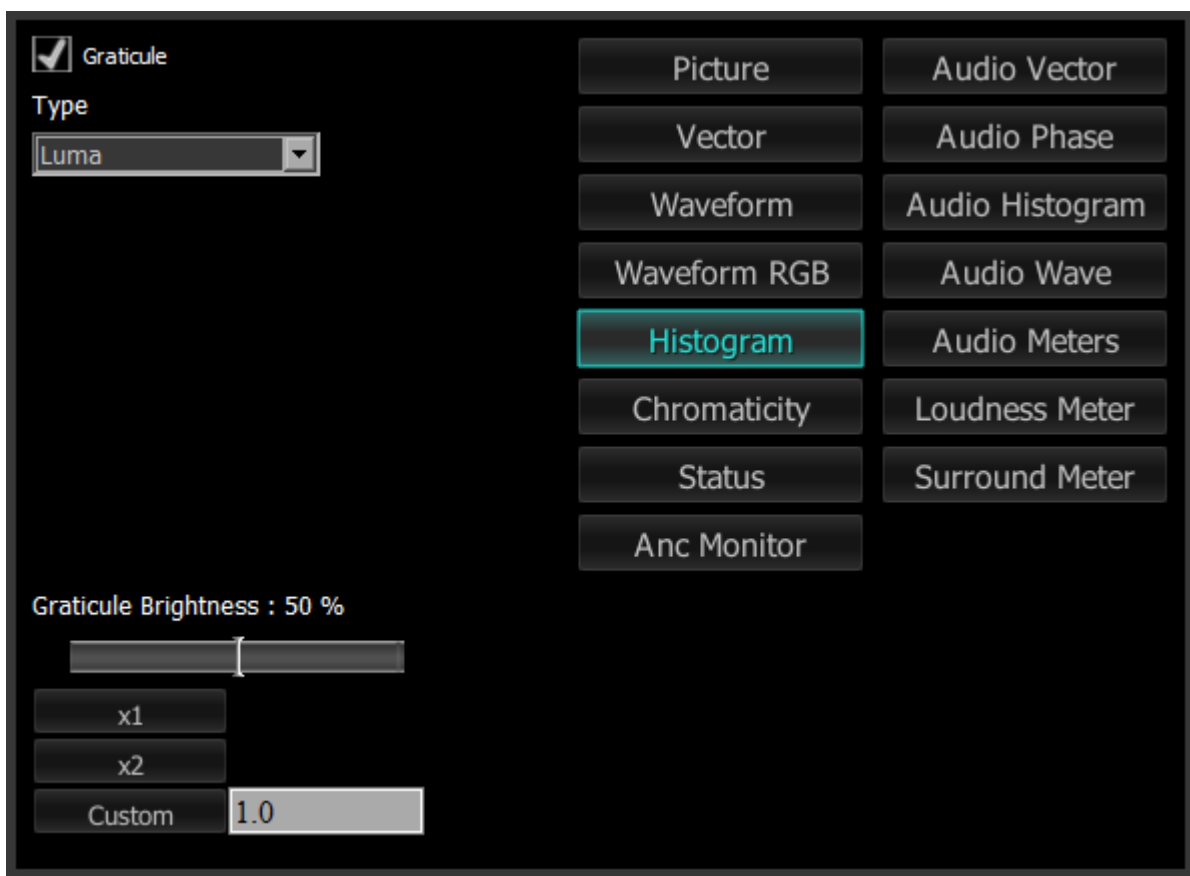 Graticule
Type
Luma
Picture
Audio Vector
Vector
Audio Phase
Waveform
Audio Histogram
Waveform RGB
Audio Wave
Histogram
Audio Meters
Chromaticity
Loudness Meter
Status
Surround Meter
Anc Monitor
Graticule Brightness : 50 %
x1
x2
Custom
1.0